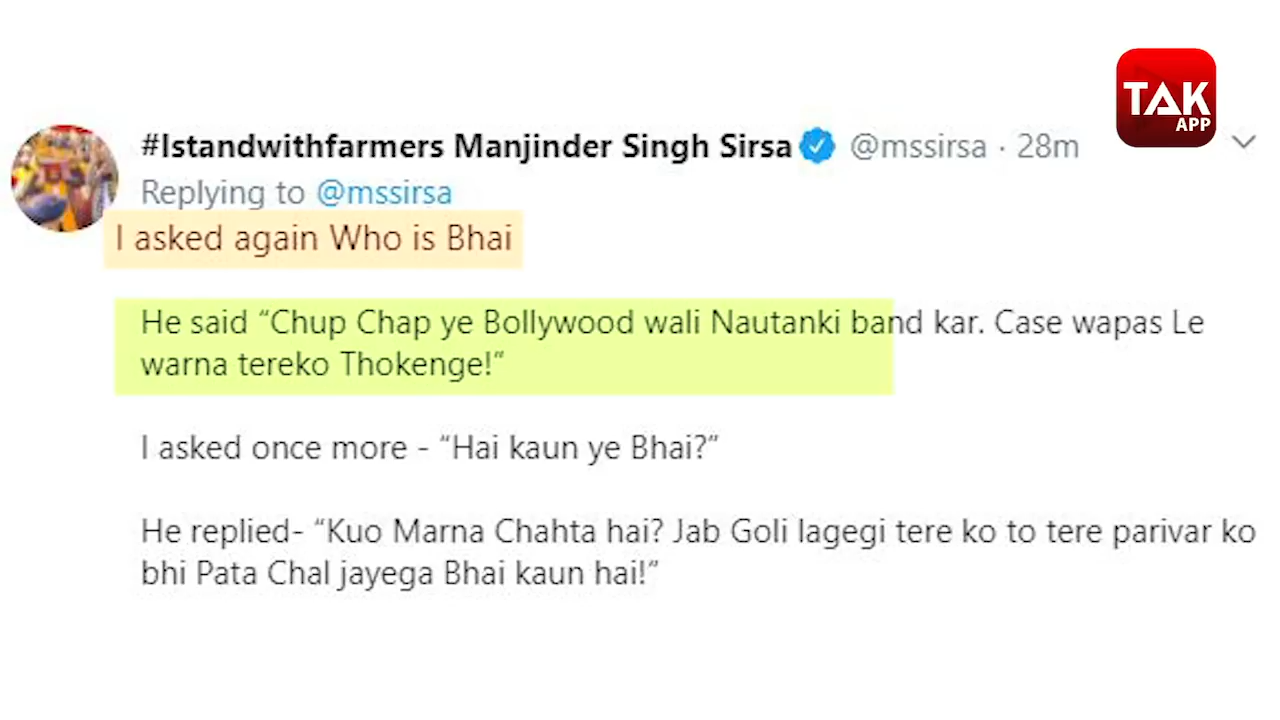 TAK
APP
#Istandwithfarmers Manjinder Singh Sirsa @mssirsa · 28m
Replying to @mssirsa
I asked again Who is Bhai
He said “Chup Chap ye Bollywood wali Nautanki band kar. Case wapas Le
warna tereko Thokenge!”
I asked once more - “Hai kaun ye Bhai?”
He replied- “Kuo Marna Chahta hai? Jab Goli lagegi tere ko to tere parivar ko
bhi Pata Chal jayega Bhai kaun hai!”